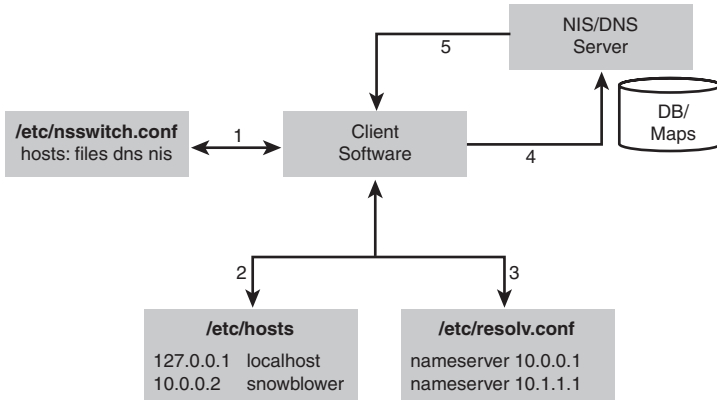 NIS/DNS
Server
5
DB/
Maps
/etc/nsswitch.conf
hosts: files dns nis
1
Client
Software
4
2
3
/etc/hosts
127.0.0.1 localhost
10.0.0.2 snowblower
/etc/resolv.conf
nameserver 10.0.0.1
nameserver 10.1.1.1